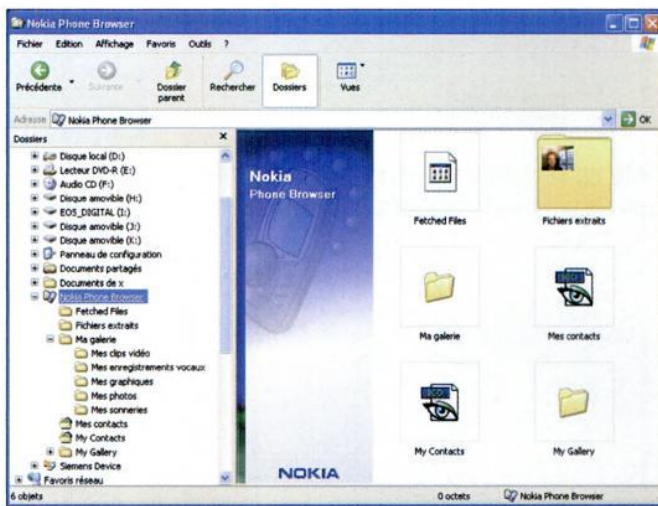 Nokia Phone Browser
Fichier Edition Affichage Favoris Outils ?
Précédente Suivante Dossier parent Rechercher Dossiers Vues
Adresse Nokia Phone Browser OK
Dossiers
Disque local (D:)
Lecteur DVD-R (E:)
Audio CD (F:)
Disque amovible (H:)
EOS_DIGITAL (I:)
Disque amovible (J:)
Disque amovible (K:)
Panneau de configuration
Documents partagés
Documents de x
Nokia Phone Browser
Fetched Files
Fichiers extraits
Ma galerie
Mes clips vidéo
Mes enregistrements vocaux
Mes graphiques
Mes photos
Mes sonneries
Mes contacts
My Contacts
My Gallery
Siemens Device
Favoris réseau
Nokia
Phone Browser
NOKIA
Fetched Files Fichiers extraits
ICO
Ma galerie Mes contacts
ICO
My Contacts My Gallery
6 objets 0 octets Nokia Phone Browser